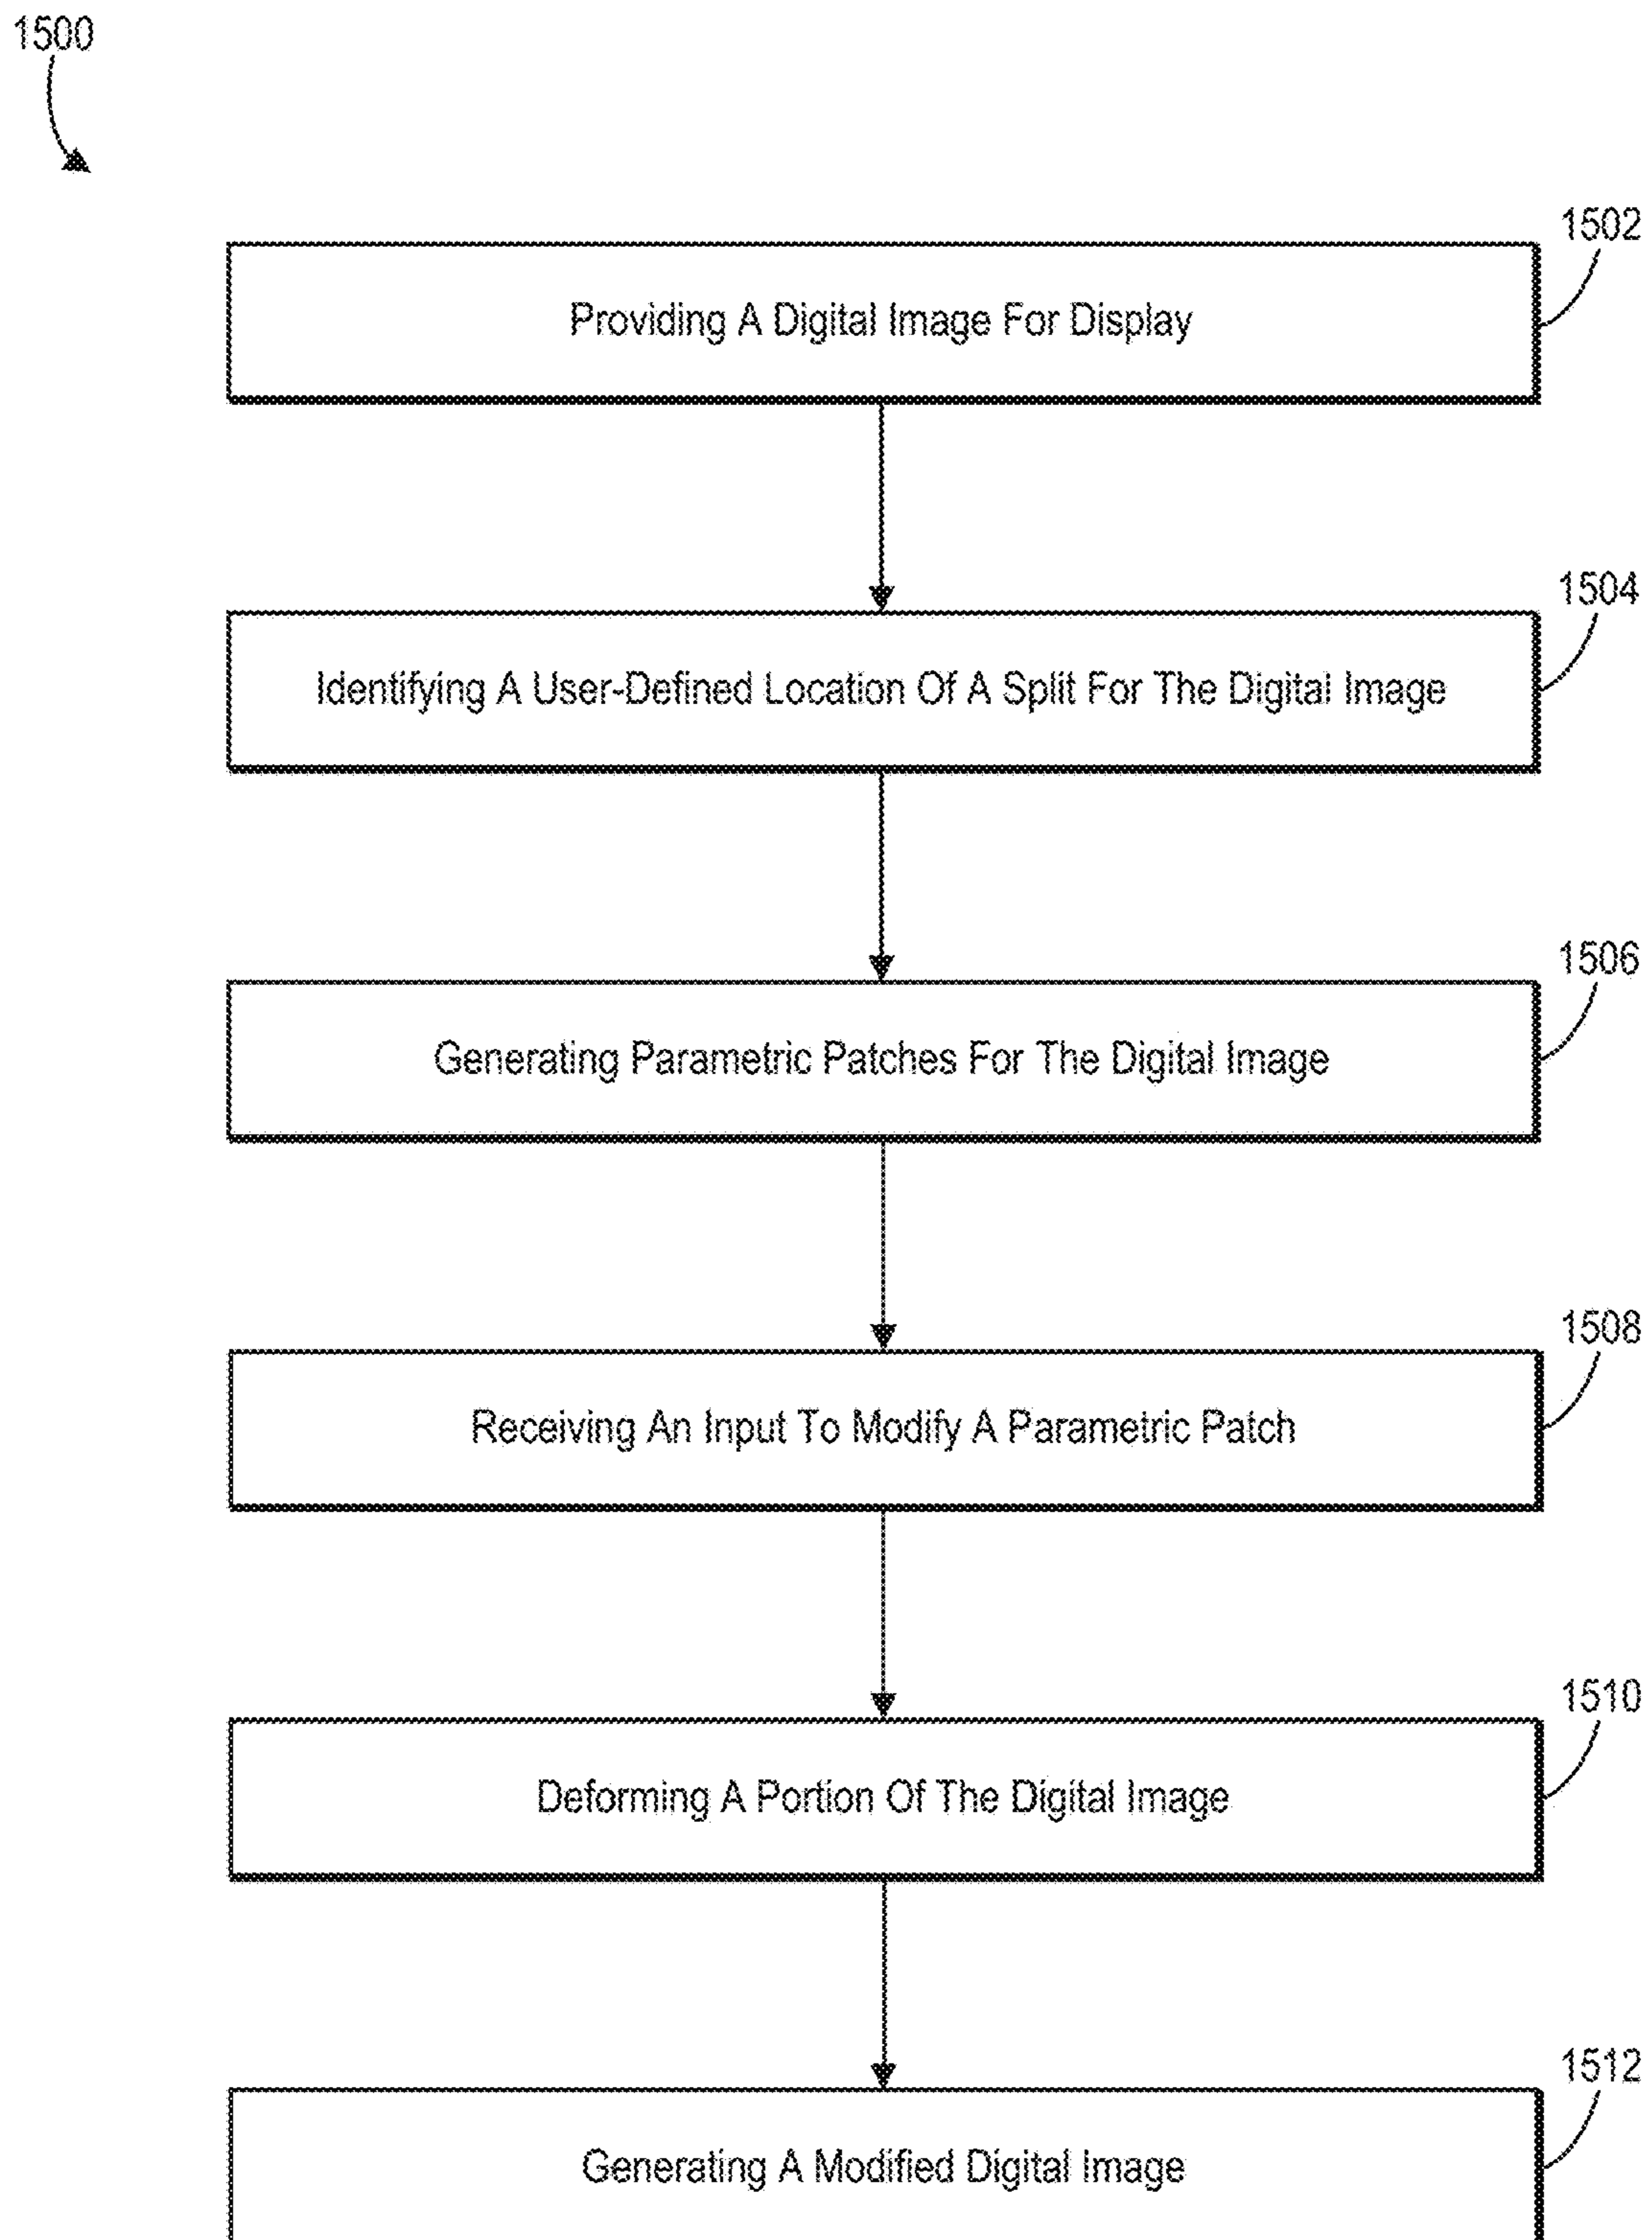 1500
1502
Providing A Digital Image For Display
1504
Identifying A User-Defined Location Of A Split For The Digital Image
1506
Generating Parametric Patches For The Digital Image
1508
Receiving An Input To Modify A Parametric Patch
1510
Deforming A Portion Of The Digital Image
1512
Generating A Modified Digital Image